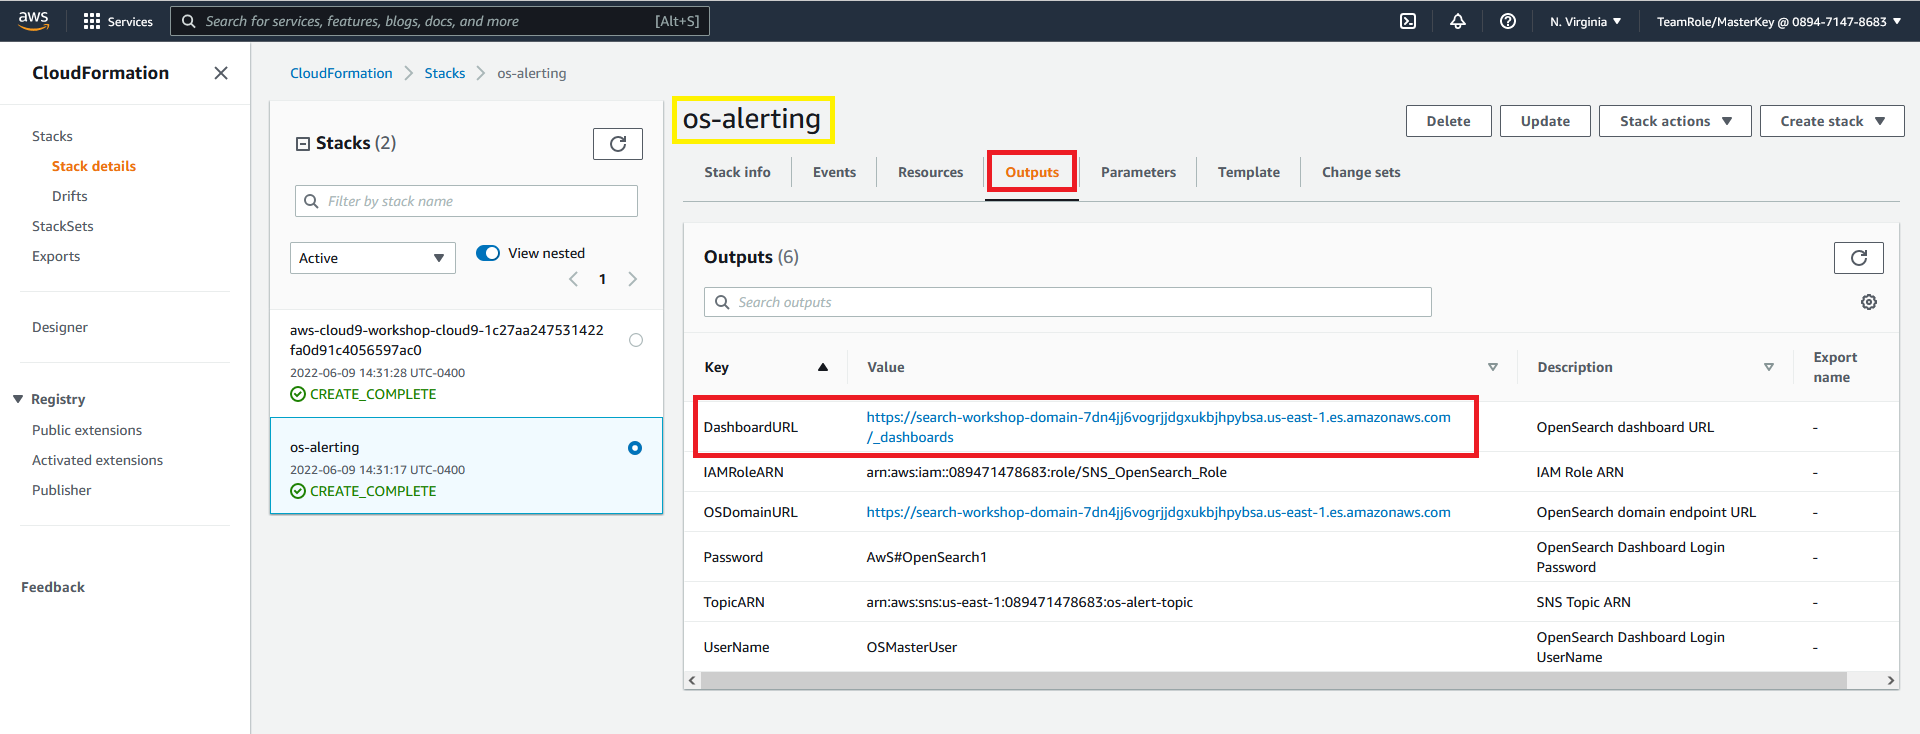 aws
Services
Search for services, features, blogs, docs, and more
[Alt+S]
N. Virginia
TeamRole/MasterKey @ 0894-7147-8683
CloudFormation
Stacks
Stack details
Drifts
StackSets
Exports
Designer
Registry
Public extensions
Activated extensions
Publisher
Feedback
CloudFormation
Stacks
os-alerting
Stacks (2)
Filter by stack name
Active
View nested
1
aws-cloud9-workshop-cloud9-1c27aa247531422
fa0d91c4056597ac0
2022-06-09 14:31:28 UTC-0400
CREATE_COMPLETE
os-alerting
2022-06-09 14:31:17 UTC-0400
CREATE_COMPLETE
os-alerting
Delete
Update
Stack actions
Create stack
Stack info
Events
Resources
Outputs
Parameters
Template
Change sets
Outputs (6)
Search outputs
Key
Value
Description
Export
name
DashboardURL
https://search-workshop-domain-7dn4jj6vogrjjdgxukbjhpybsa.us-east-1.es.amazonaws.com
/_dashboards
OpenSearch dashboard URL
-
IAMRoleARN
arn:aws:iam::089471478683:role/SNS_OpenSearch_Role
IAM Role ARN
-
OSDomainURL
https://search-workshop-domain-7dn4jj6vogrjjdgxukbjhpybsa.us-east-1.es.amazonaws.com
OpenSearch domain endpoint URL
-
Password
AwS#OpenSearch1
OpenSearch Dashboard Login
Password
-
TopicARN
arn:aws:sns:us-east-1:089471478683:os-alert-topic
SNS Topic ARN
-
UserName
OSMasterUser
OpenSearch Dashboard Login
UserName
-